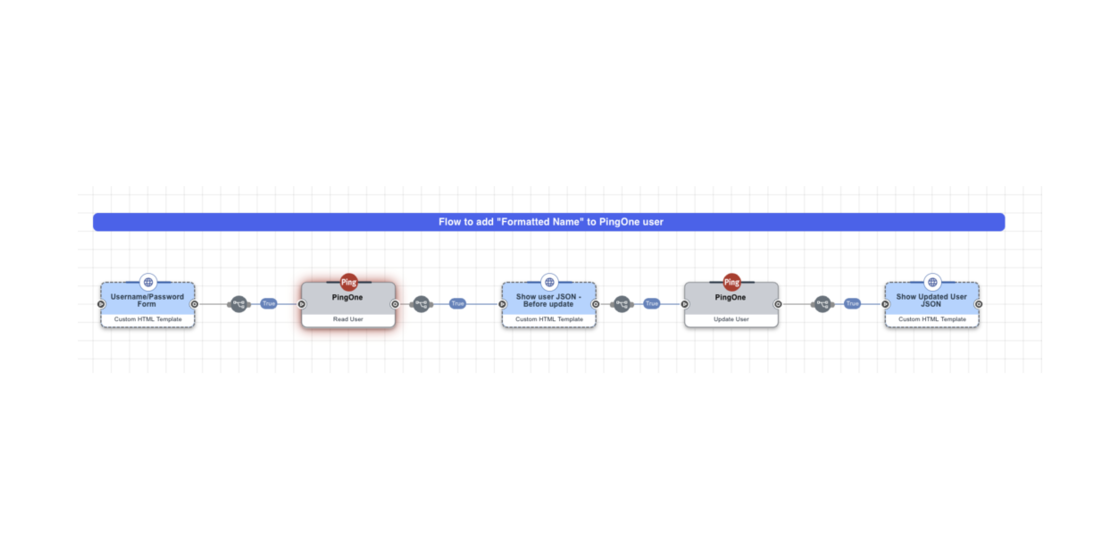 Flow to add "Formatted Name" to PingOne user
Username/Password
Form
Custom HTML Template
True
Ping
PingOne
Read User
True
Show user JSON -
Before update
Custom HTML Template
True
Ping
PingOne
Update User
True
Show Updated User
JSON
Custom HTML Template